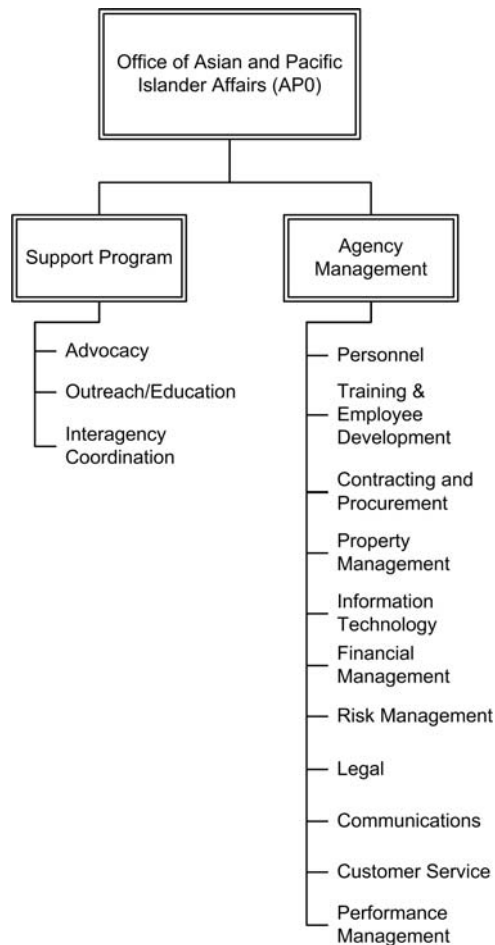 Office of Asian and Pacific
Islander Affairs (AP0)
Support Program
Advocacy
Outreach/Education
Interagency
Coordination
Agency
Management
Personnel
Training &
Employee
Development
Contracting and
Procurement
Property
Management
Information
Technology
Financial
Management
Risk Management
Legal
Communications
Customer Service
Performance
Management